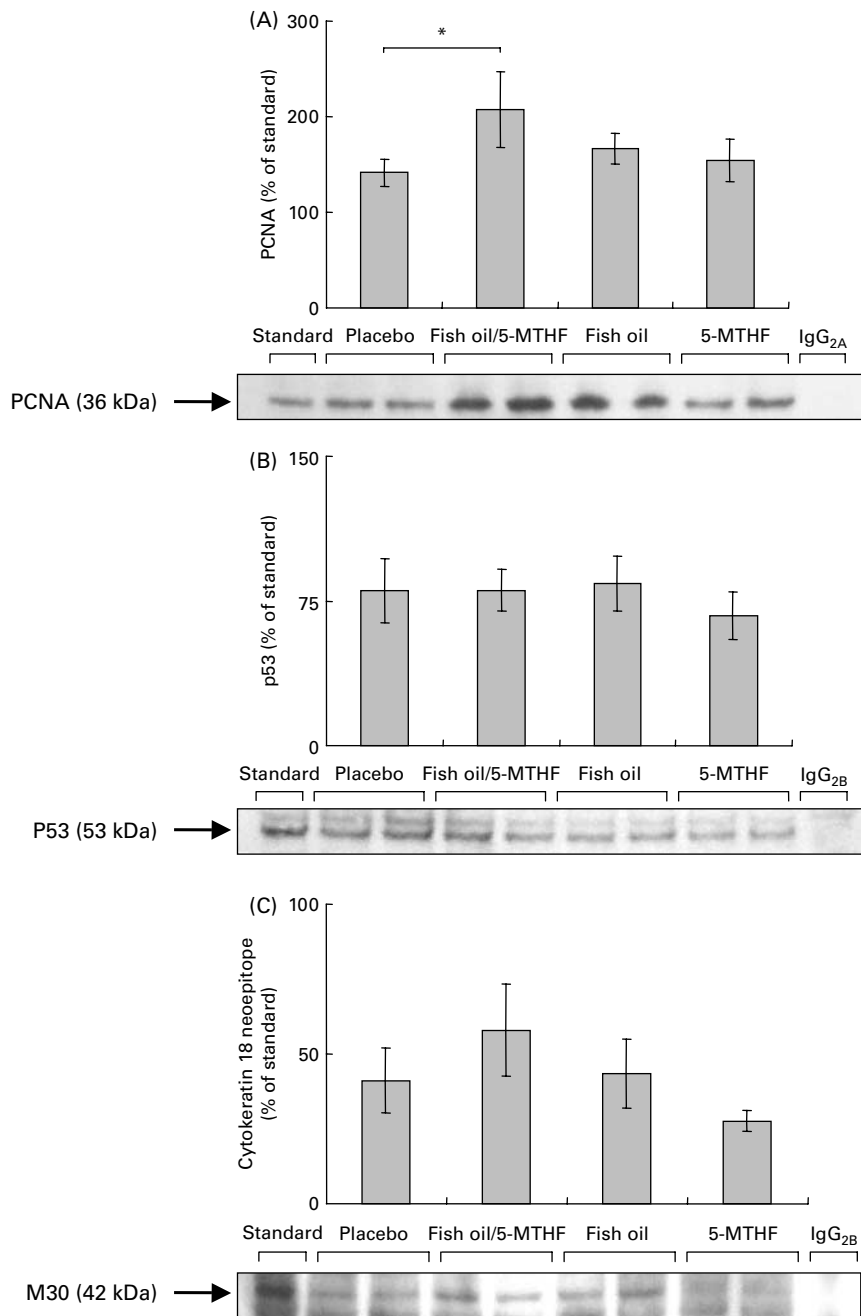 (A)
300
*
200
100
0
PCNA (% of standard)
Standard Placebo Fish oil/5-MTHF Fish oil 5-MTHF IgG2A
PCNA (36 kDa)
(B)
150
75
0
p53 (% of standard)
Standard Placebo Fish oil/5-MTHF Fish oil 5-MTHF IgG2B
P53 (53 kDa)
(C)
100
50
0
Cytokeratin 18 neoepitope
(% of standard)
Standard Placebo Fish oil/5-MTHF Fish oil 5-MTHF IgG2B
M30 (42 kDa)